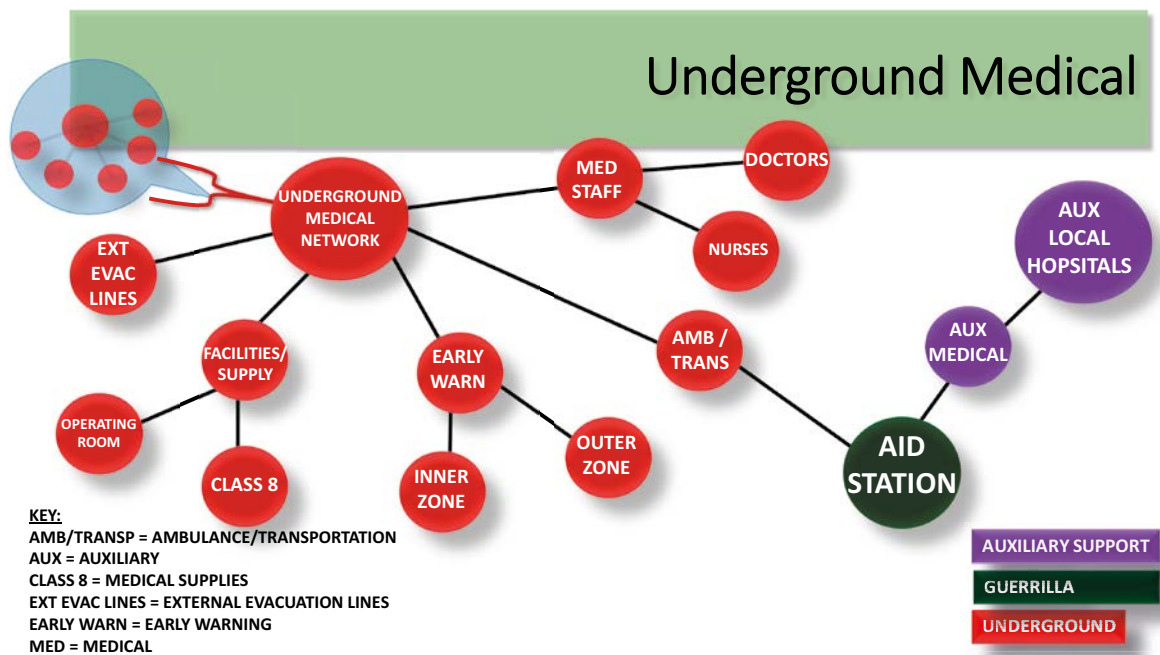 Underground Medical
UNDERGROUND
MEDICAL
NETWORK
MED
STAFF
DOCTORS
NURSES
AUX
LOCAL
HOPSITALS
EXT
EVAC
LINES
FACILITIES/
SUPPLY
EARLY
WARN
AMB /
TRANS
AUX
MEDICAL
OPERATING
ROOM
CLASS 8
INNER
ZONE
OUTER
ZONE
AID
STATION
KEY:
AMB/TRANSP = AMBULANCE/TRANSPORTATION
AUX = AUXILIARY
CLASS 8 = MEDICAL SUPPLIES
EXT EVAC LINES = EXTERNAL EVACUATION LINES
EARLY WARN = EARLY WARNING
MED = MEDICAL
AUXILIARY SUPPORT
GUERRILLA
UNDERGROUND